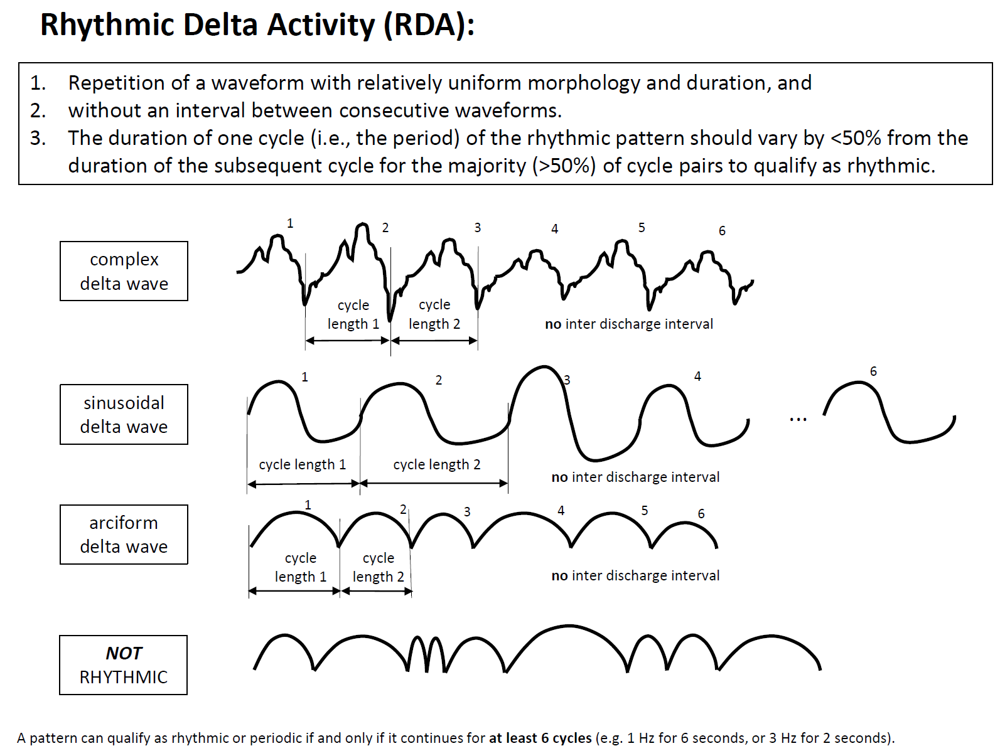 Rhythmic Delta Activity (RDA):
1. Repetition of a waveform with relatively uniform morphology and duration, and
2. without an interval between consecutive waveforms.
3. The duration of one cycle (i.e., the period) of the rhythmic pattern should vary by <50% from the
duration of the subsequent cycle for the majority (>50%) of cycle pairs to qualify as rhythmic.
complex
delta wave
1 2 3 4 5 6
cycle
length 1
cycle
length 2
no inter discharge interval
sinusoidal
delta wave
1 2 3 4 ... 6
cycle length 1
cycle length 2
no inter discharge interval
arciform
delta wave
1 2 3 4 5 6
cycle
length 1
cycle
length 2
no inter discharge interval
NOT
RHYTHMIC
A pattern can qualify as rhythmic or periodic if and only if it continues for at least 6 cycles (e.g. 1 Hz for 6 seconds, or 3 Hz for 2 seconds).